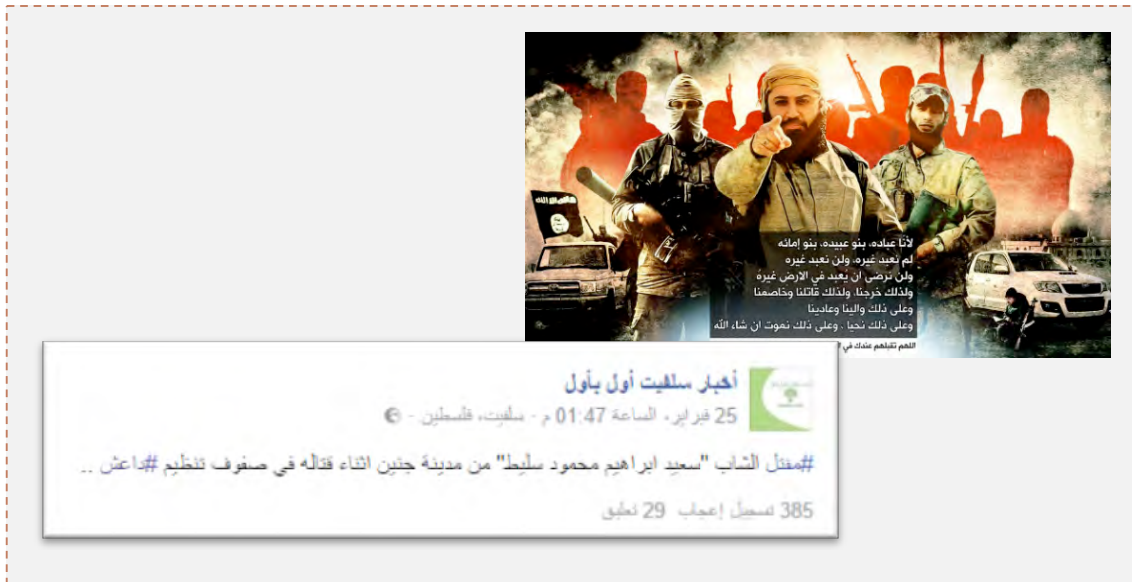 لأنا عباده، بنو عبيده، بنو إمائه
لم نعبد غيره، ولن نعبد غيره
ولن نرضى ان يُعبد في الارض غيره
ولذلك خرجنا، ولذلك قاتلنا وخاصمنا
وعلى ذلك والينا وعادينا
وعلى ذلك نحيا . وعلى ذلك نموت ان شاء الله
اللهم تقبلهم عندك في
أخبار سلفيت أول بأول
25 فبراير، الساعة 01:47 م - سلفيت، فلسطين -
#مقتل الشاب "سعيد ابراهيم محمود سليط" من مدينة جنين اثناء قتاله في صفوف تنظيم #داعش ..
385 تسجيل إعجاب 29 تعليق